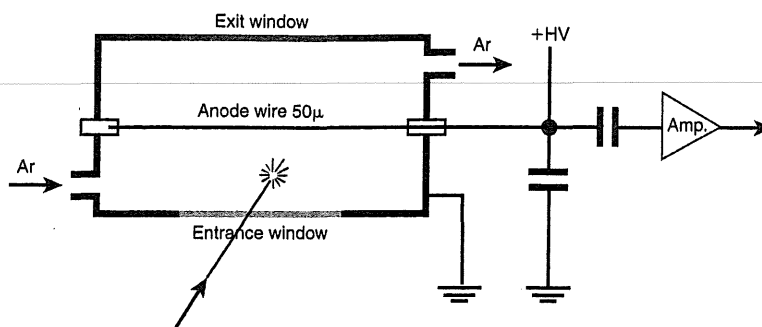 Exit window
Ar
+HV
Anode wire 50μ
Amp.
Ar
Entrance window